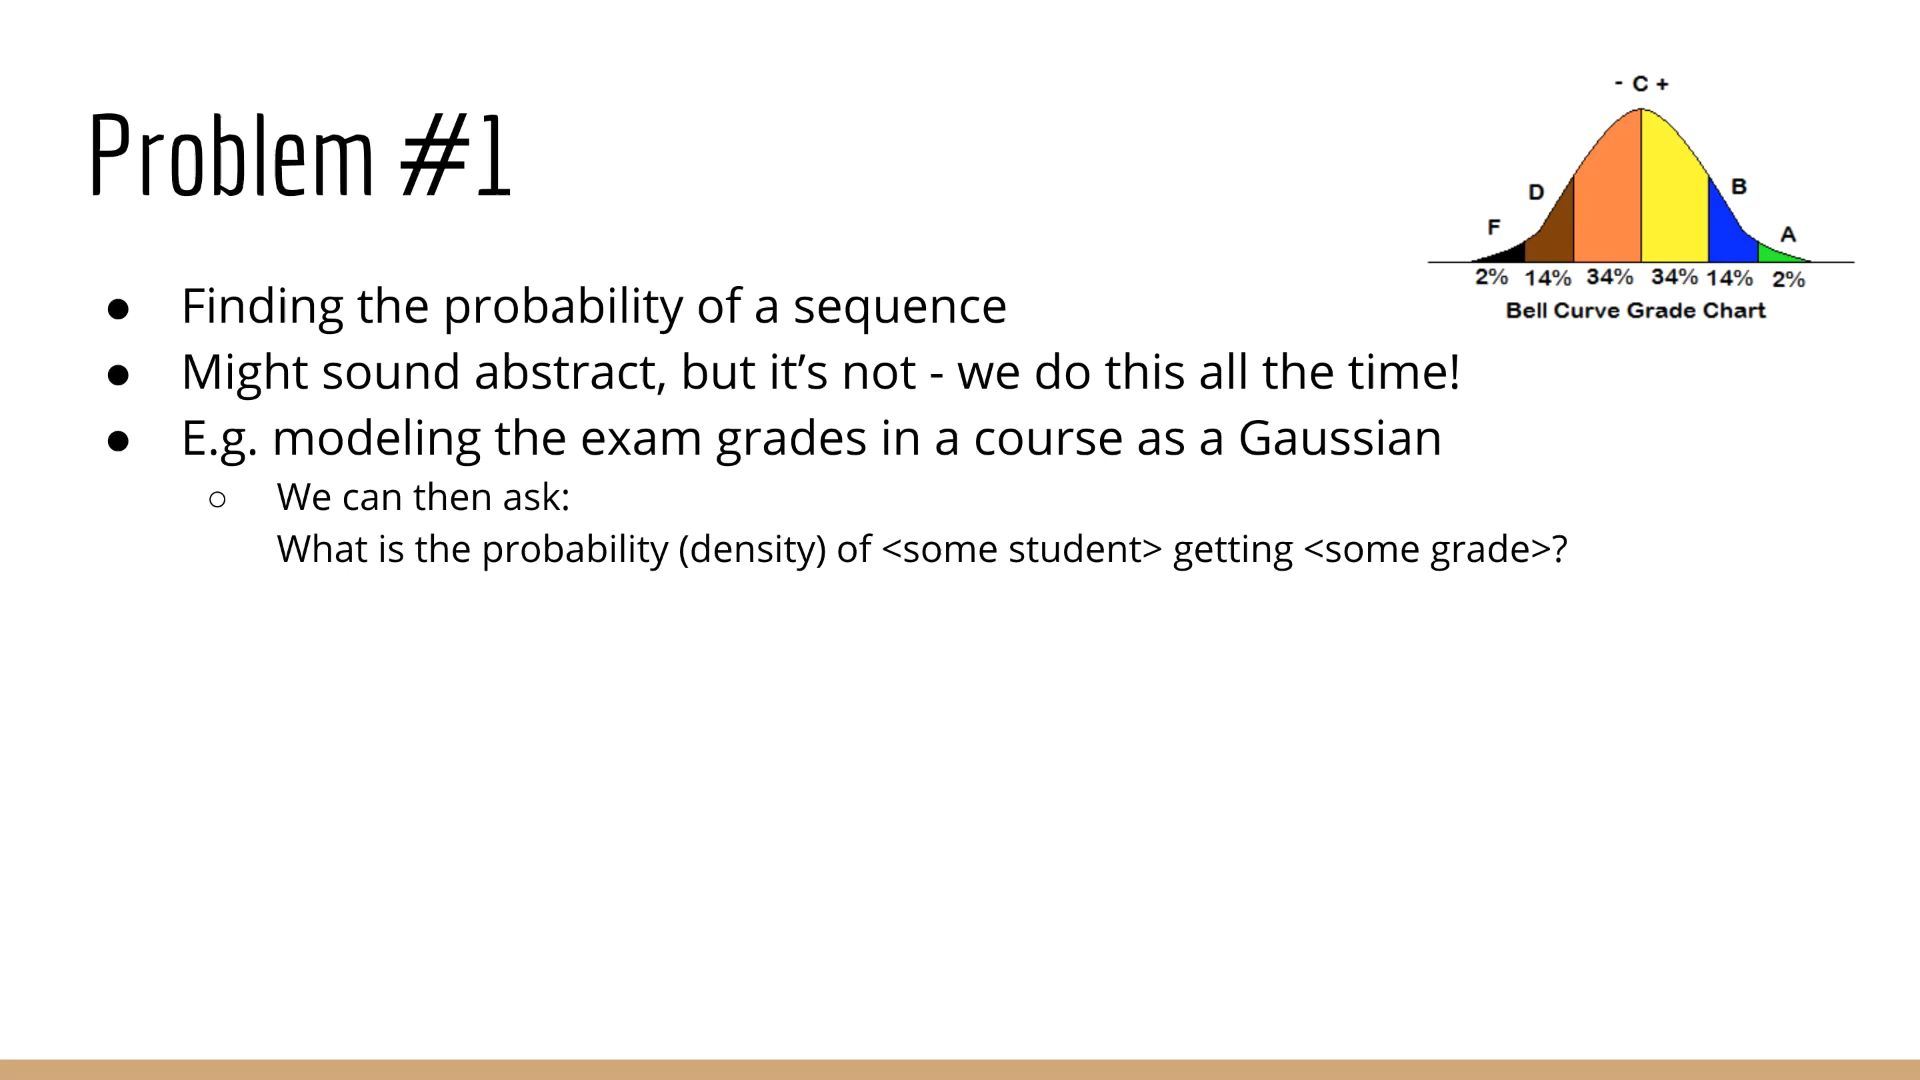 Problem #1
- C +
D
B
F
A
2% 14% 34% 34% 14% 2%
Bell Curve Grade Chart
● Finding the probability of a sequence
● Might sound abstract, but it’s not - we do this all the time!
● E.g. modeling the exam grades in a course as a Gaussian
○ We can then ask:
What is the probability (density) of <some student> getting <some grade>?